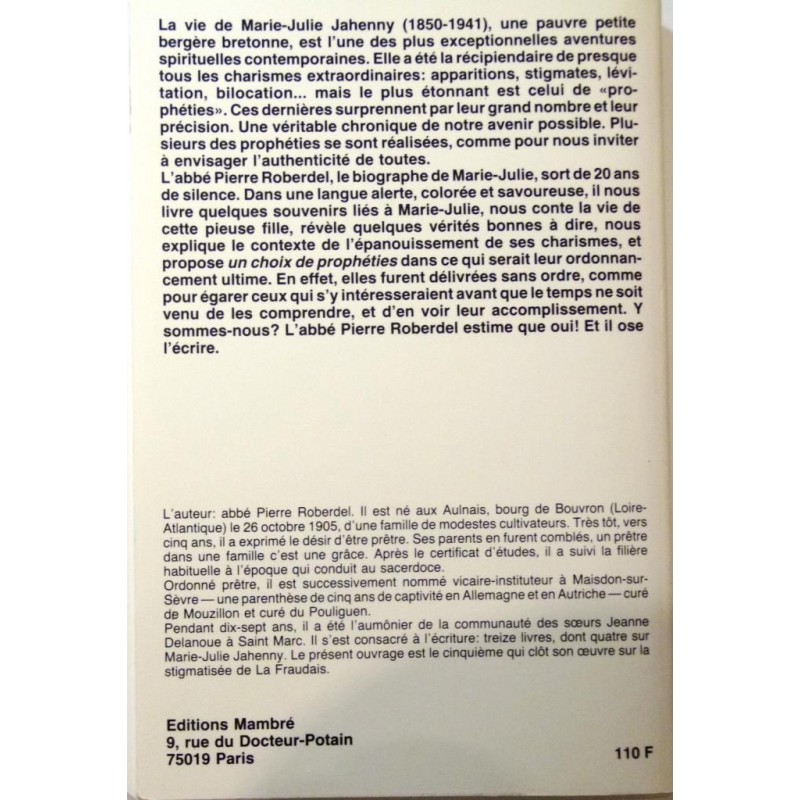 La vie de Marie-Julie Jahenny (1850-1941), une pauvre petite
bergère bretonne, est l'une des plus exceptionnelles aventures
spirituelles contemporaines. Elle a été la récipiendaire de presque
tous les charismes extraordinaires: apparitions, stigmates, lévi-
tation, bilocation... mais le plus étonnant est celui de «pro-
phéties». Ces dernières surprennent par leur grand nombre et leur
précision. Une véritable chronique de notre avenir possible. Plu-
sieurs des prophéties se sont réalisées, comme pour nous inviter
à envisager l'authenticité de toutes.
L'abbé Pierre Roberdel, le biographe de Marie-Julie, sort de 20 ans
de silence. Dans une langue alerte, colorée et savoureuse, il nous
livre quelques souvenirs liés à Marie-Julie, nous conte la vie de
cette pieuse fille, révèle quelques vérités bonnes à dire, nous
explique le contexte de l'épanouissement de ses charismes, et
propose un choix de prophéties dans ce qui serait leur ordonnan-
cement ultime. En effet, elles furent délivrées sans ordre, comme
pour égarer ceux qui s'y intéresseraient avant que le temps ne soit
venu de les comprendre, et d'en voir leur accomplissement. Y
sommes-nous? L'abbé Pierre Roberdel estime que oui! Et il ose
l'écrire.
L'auteur: abbé Pierre Roberdel. Il est né aux Aulnais, bourg de Bouvron (Loire-
Atlantique) le 26 octobre 1905, d'une famille de modestes cultivateurs. Très tôt, vers
cinq ans, il a exprimé le désir d'être prêtre. Ses parents en furent comblés, un prêtre
dans une famille c'est une grâce. Après le certificat d'études, il a suivi la filière
habituelle à l'époque qui conduit au sacerdoce.
Ordonné prêtre, il est successivement nommé vicaire-instituteur à Maisdon-sur-
Sèvre — une parenthèse de cinq ans de captivité en Allemagne et en Autriche — curé
de Mouzillon et curé du Pouliguen.
Pendant dix-sept ans, il a été l'aumônier de la communauté des sœurs Jeanne
Delanoue à Saint Marc. Il s'est consacré à l'écriture: treize livres, dont quatre sur
Marie-Julie Jahenny. Le présent ouvrage est le cinquième qui clôt son œuvre sur la
stigmatisée de La Fraudais.
Editions Mambré
9, rue du Docteur-Potain
75019 Paris
110 F